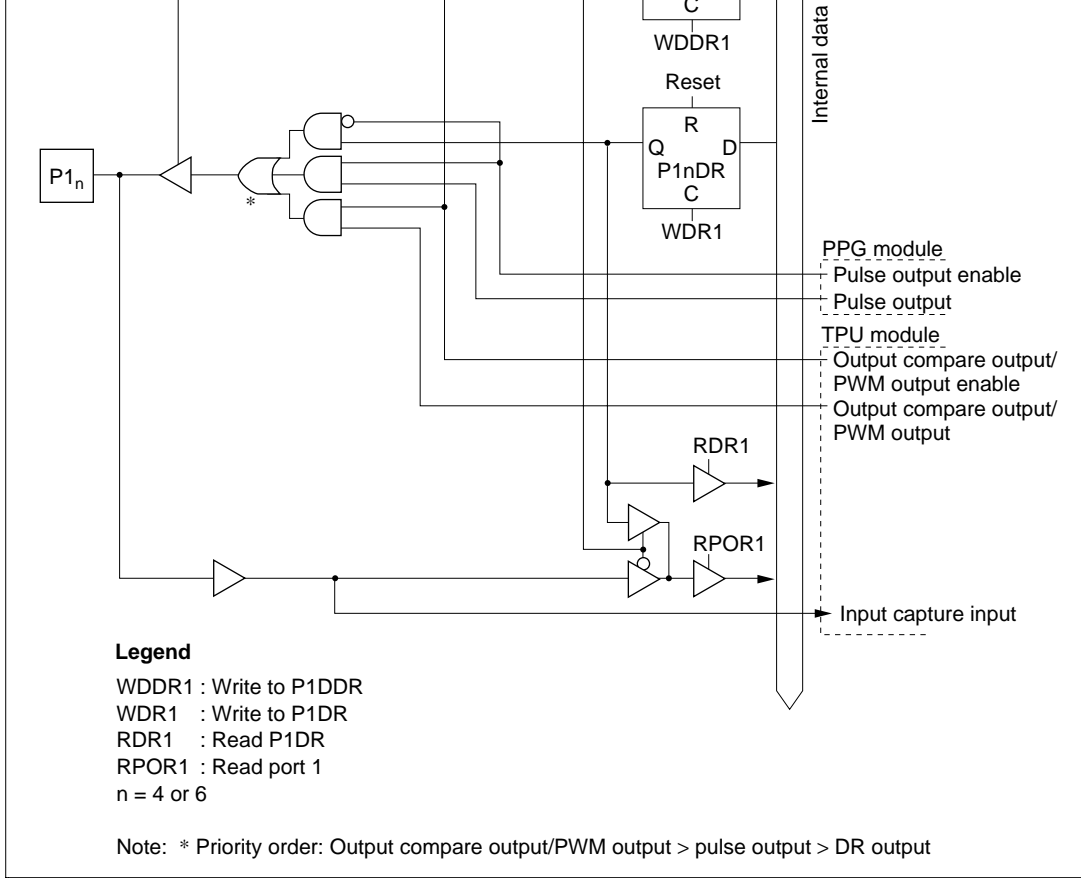 C
WDDR1
Internal data
Reset
R
Q D
P1nDR
C
WDR1
P1n
*
PPG module
Pulse output enable
Pulse output
TPU module
Output compare output/
PWM output enable
Output compare output/
PWM output
RDR1
RPOR1
Input capture input
Legend
WDDR1 : Write to P1DDR
WDR1 : Write to P1DR
RDR1 : Read P1DR
RPOR1 : Read port 1
n = 4 or 6
Note: * Priority order: Output compare output/PWM output > pulse output > DR output